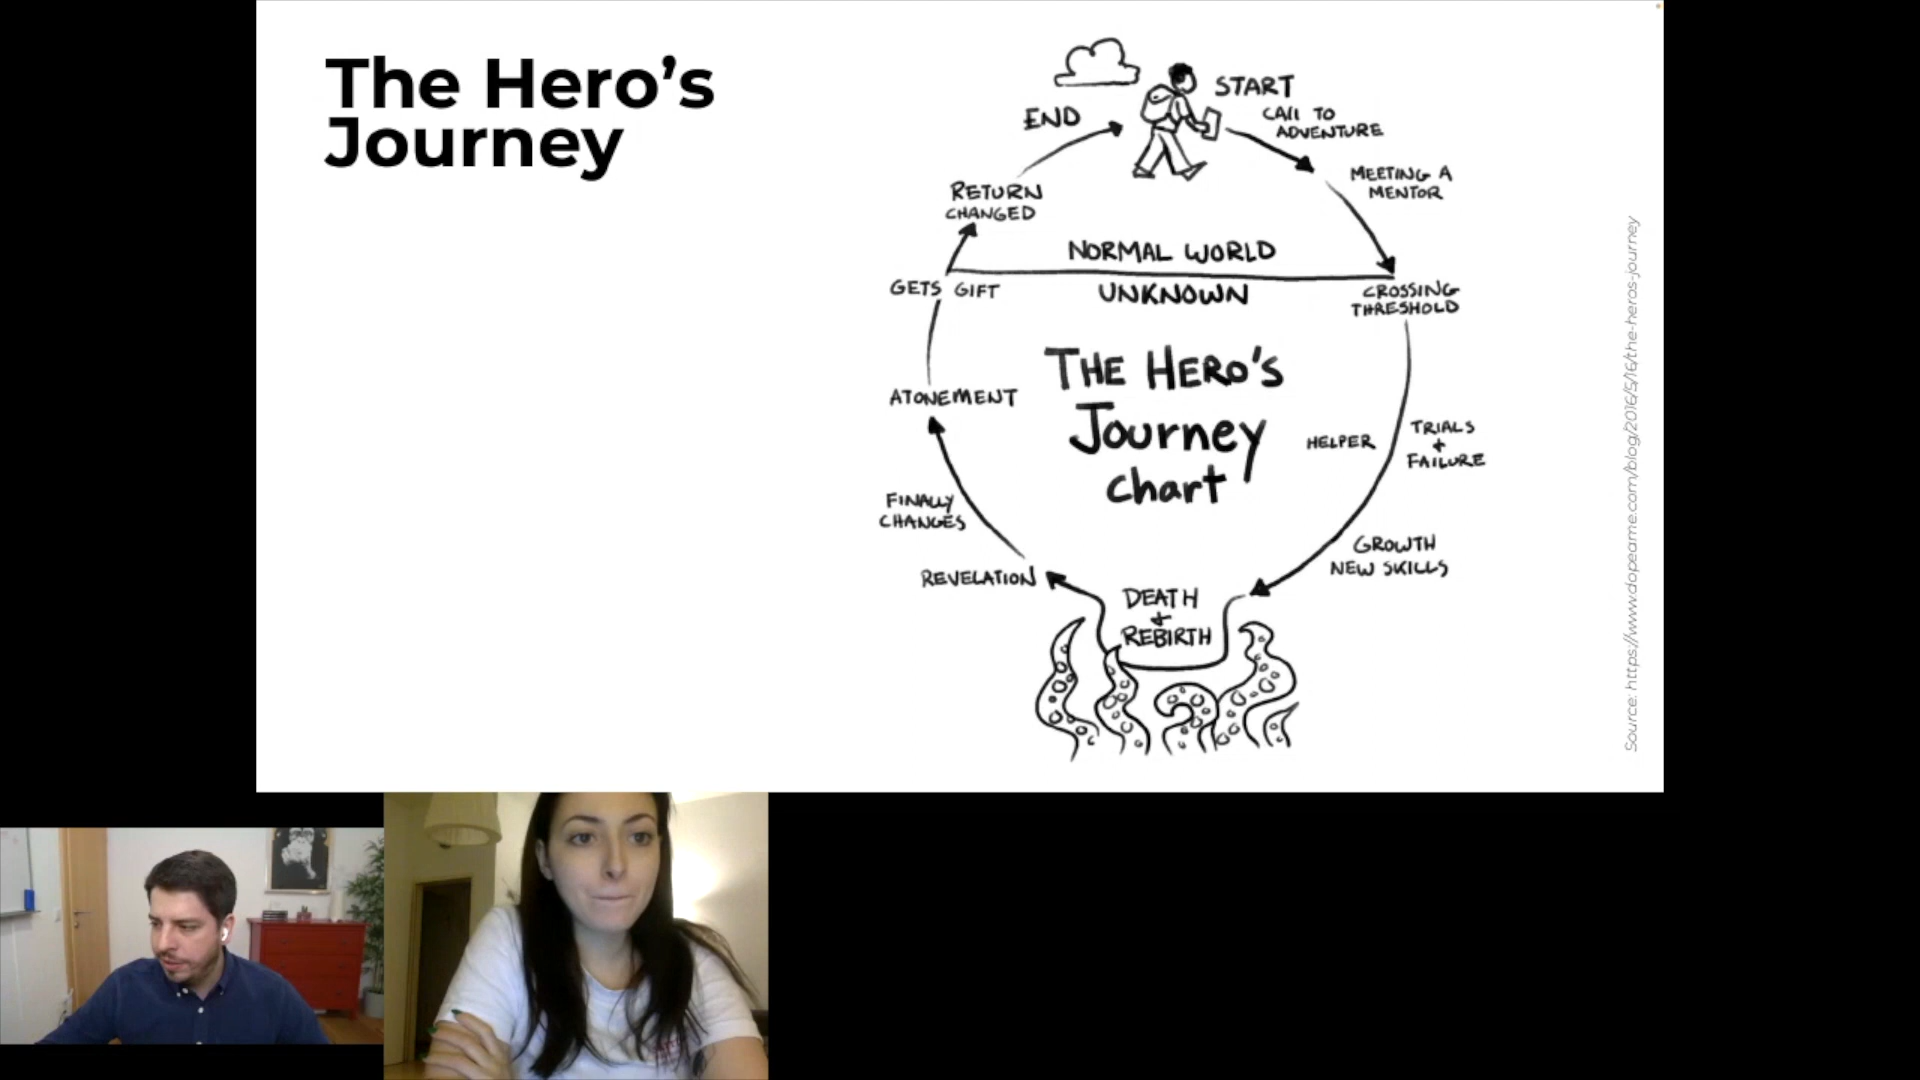 The Hero’s
Journey
START
CAll TO
ADVENTURE
END
MEETING A
MENTOR
RETURN
CHANGED
NORMAL WORLD
GETS GIFT
UNKNOWN
CROSSING
THRESHOLD
THE HERO'S
Journey
chart
ATONEMENT
HELPER
TRIALS
+
FAILURE
FINALLY
CHANGES
GROWTH
NEW SKILLS
REVELATION
DEATH
+
REBIRTH
Source: https://www.dopeame.com/blog/2016/5/16/the-heros-journey